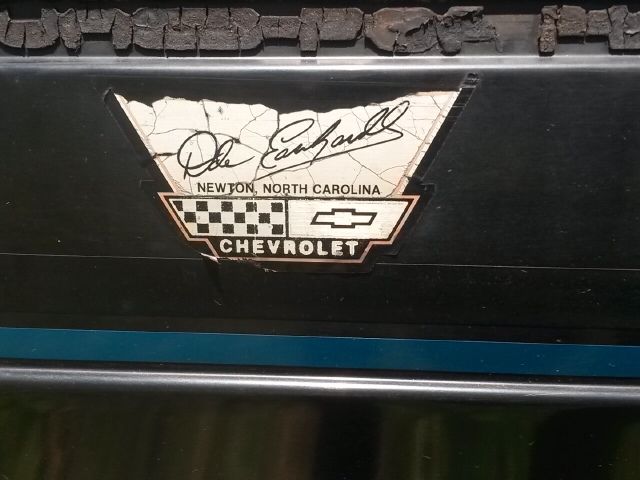 Dale Earnhardt
NEWTON, NORTH CAROLINA
CHEVROLET